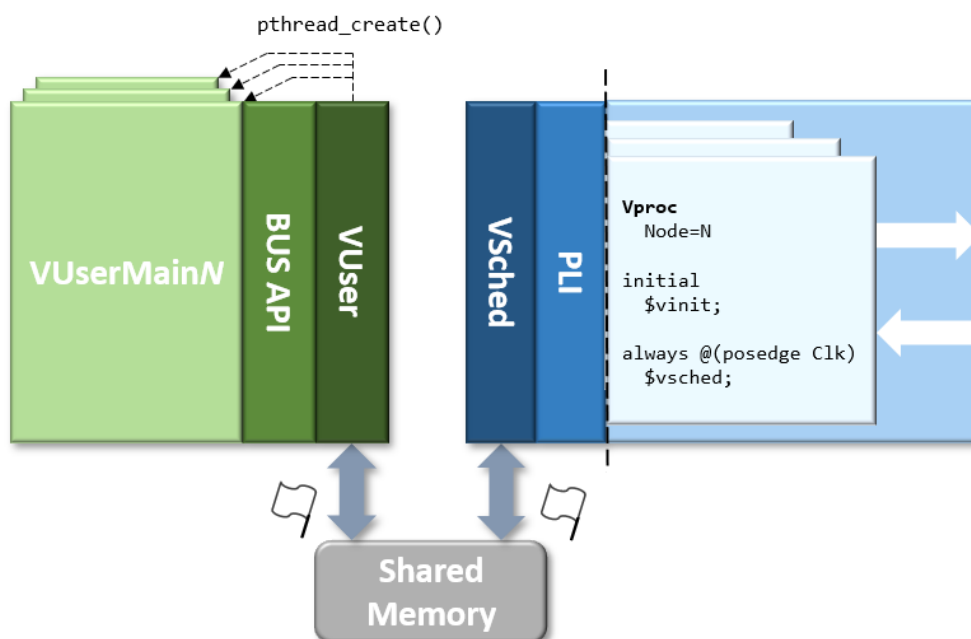 pthread_create()
VUserMainN
BUS API
VUser
VSched
PLI
Vproc
Node=N
initial
$vinit;
always @(posedge Clk)
$vsched;
Shared
Memory